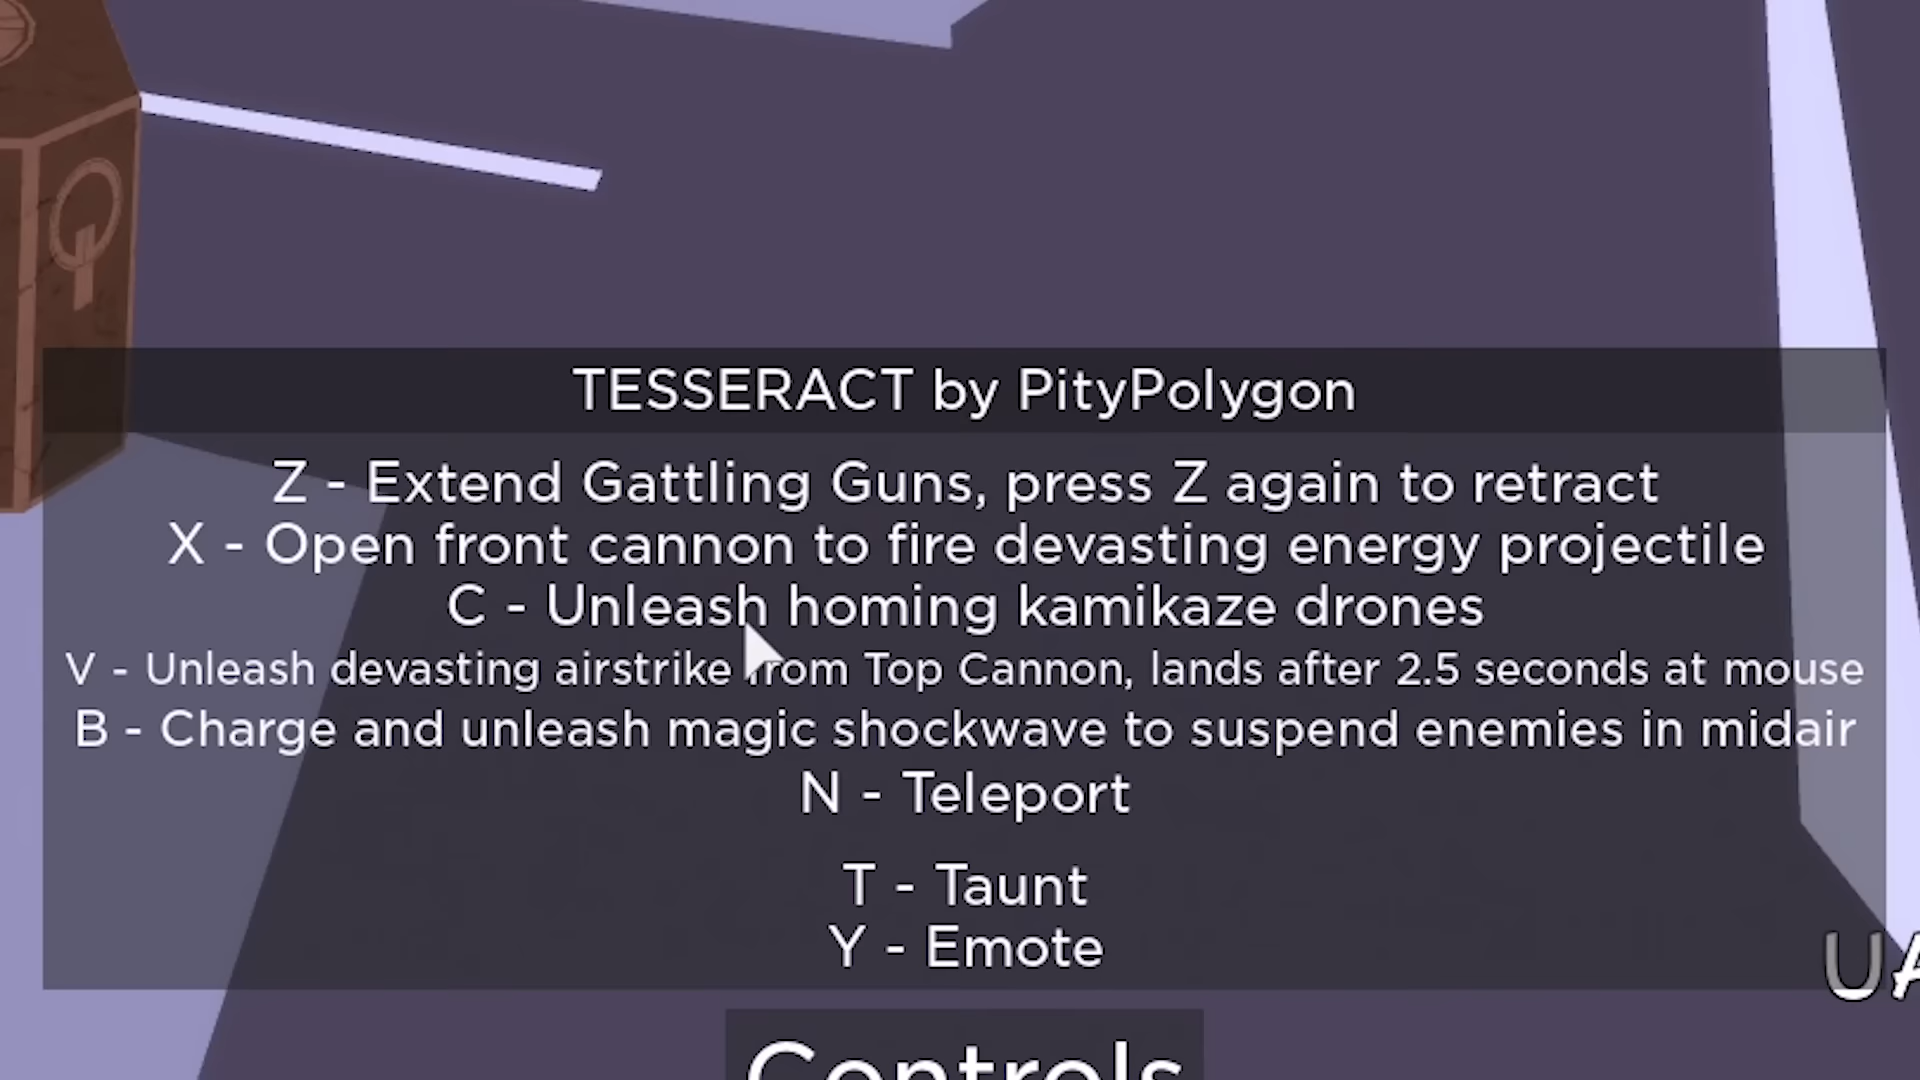 TESSERACT by PityPolygon
Z - Extend Gattling Guns, press Z again to retract
X - Open front cannon to fire devasting energy projectile
C - Unleash homing kamikaze drones
V - Unleash devasting airstrike from Top Cannon, lands after 2.5 seconds at mouse
B - Charge and unleash magic shockwave to suspend enemies in midair
N - Teleport
T - Taunt
Y - Emote
UA
Controls